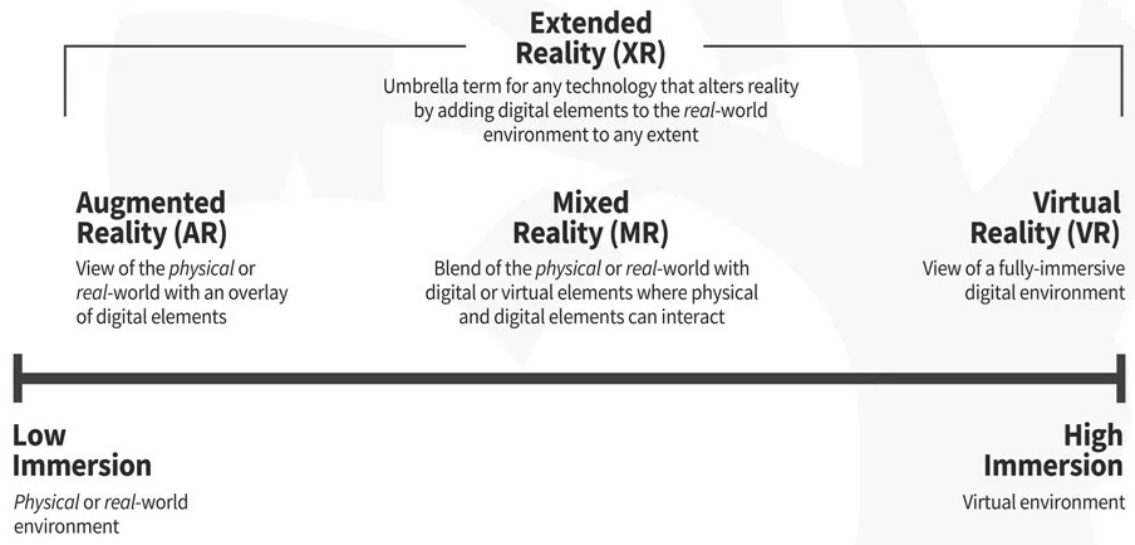 Extended
Reality (XR)
Umbrella term for any technology that alters reality
by adding digital elements to the real-world
environment to any extent
Augmented
Reality (AR)
View of the physical or
real-world with an overlay
of digital elements
Mixed
Reality (MR)
Blend of the physical or real-world with
digital or virtual elements where physical
and digital elements can interact
Virtual
Reality (VR)
View of a fully-immersive
digital environment
Low
Immersion
Physical or real-world
environment
High
Immersion
Virtual environment